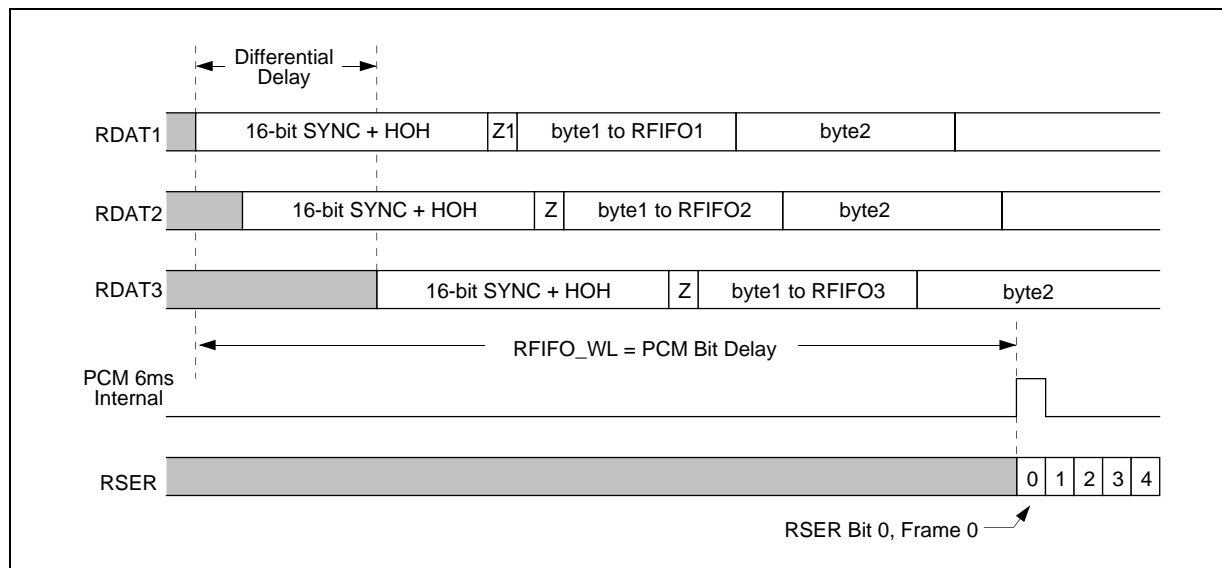 Differential
Delay
RDAT1
16-bit SYNC + HOH
Z1
byte1 to RFIFO1
byte2
RDAT2
16-bit SYNC + HOH
Z
byte1 to RFIFO2
byte2
RDAT3
16-bit SYNC + HOH
Z
byte1 to RFIFO3
byte2
RFIFO_WL = PCM Bit Delay
PCM 6ms
Internal
RSER
0 1 2 3 4
RSER Bit 0, Frame 0